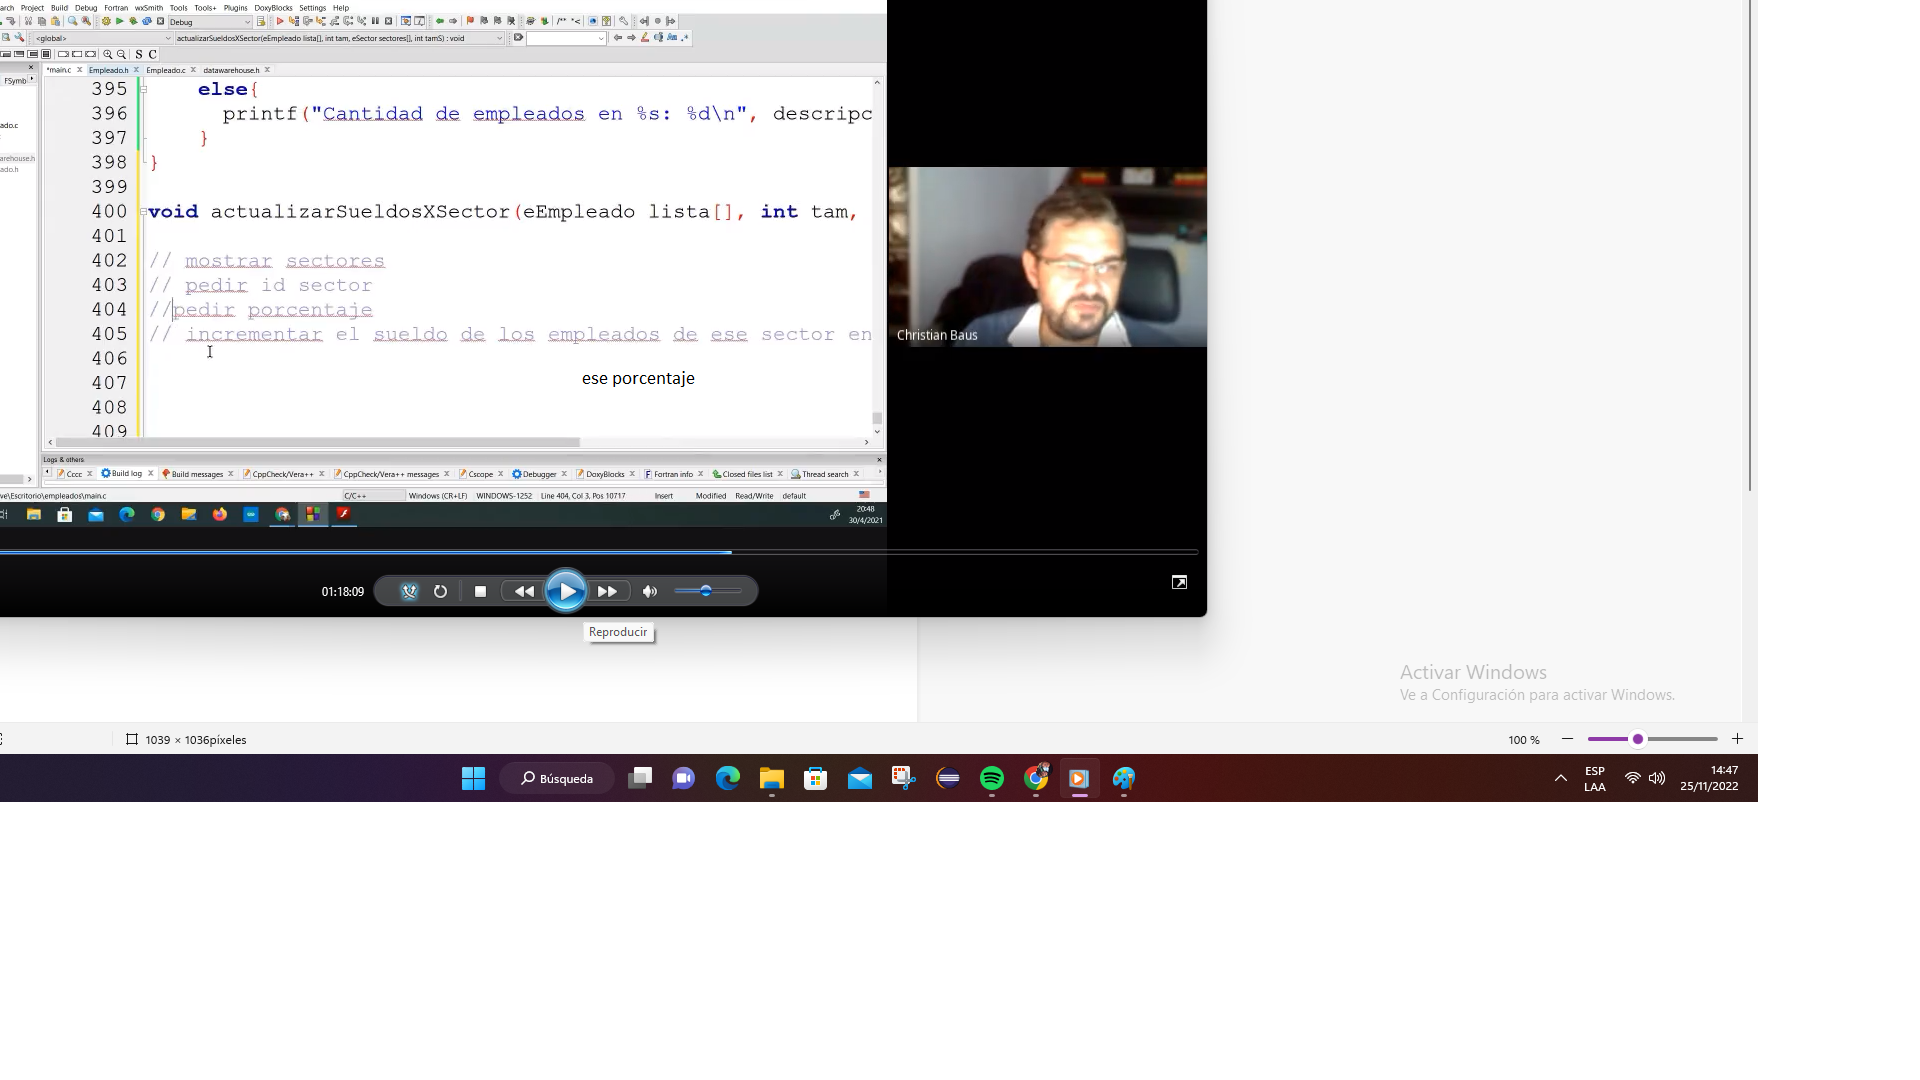 arch Project Build Debug Fortran wxSmith Tools Tools+ Plugins DoxyBlocks Settings Help
Debug
/** *<
<global> actualizarSueldosXSector(eEmpleado lista[], int tam, eSector sectores[], int tamS) : void
Aa .*
S C
*main.c Empleado.h Empleado.c datawarehouse.h
FSymb
395 else{
396 printf("Cantidad de empleados en %s: %d\n", descripc
397 }
398 }
399
400 void actualizarSueldosXSector(eEmpleado lista[], int tam,
401
402 // mostrar sectores
403 // pedir id sector
404 //pedir porcentaje
405 // incrementar el sueldo de los empleados de ese sector en
406
407
408
409
ado.c
arehouse.h
ado.h
ese porcentaje
Christian Baus
Logs & others
Cccc Build log Build messages CppCheck/Vera++ CppCheck/Vera++ messages Cscope Debugger DoxyBlocks Fortran info Closed files list Thread search
ve\Escritorio\empleados\main.c C/C++ Windows (CR+LF) WINDOWS-1252 Line 404, Col 3, Pos 10717 Insert Modified Read/Write default
20:48
30/4/2021
01:18:09
Reproducir
Activar Windows
Ve a Configuración para activar Windows.
1039 × 1036píxeles
100 %
Búsqueda
ESP
LAA
14:47
25/11/2022